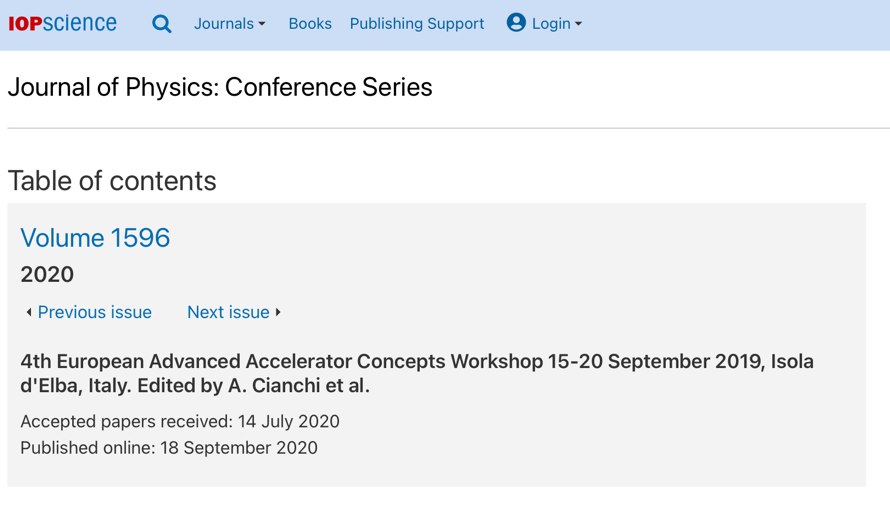 IOPscience Journals Books Publishing Support Login
Journal of Physics: Conference Series
Table of contents
Volume 1596
2020
Previous issue Next issue
4th European Advanced Accelerator Concepts Workshop 15-20 September 2019, Isola
d'Elba, Italy. Edited by A. Cianchi et al.
Accepted papers received: 14 July 2020
Published online: 18 September 2020